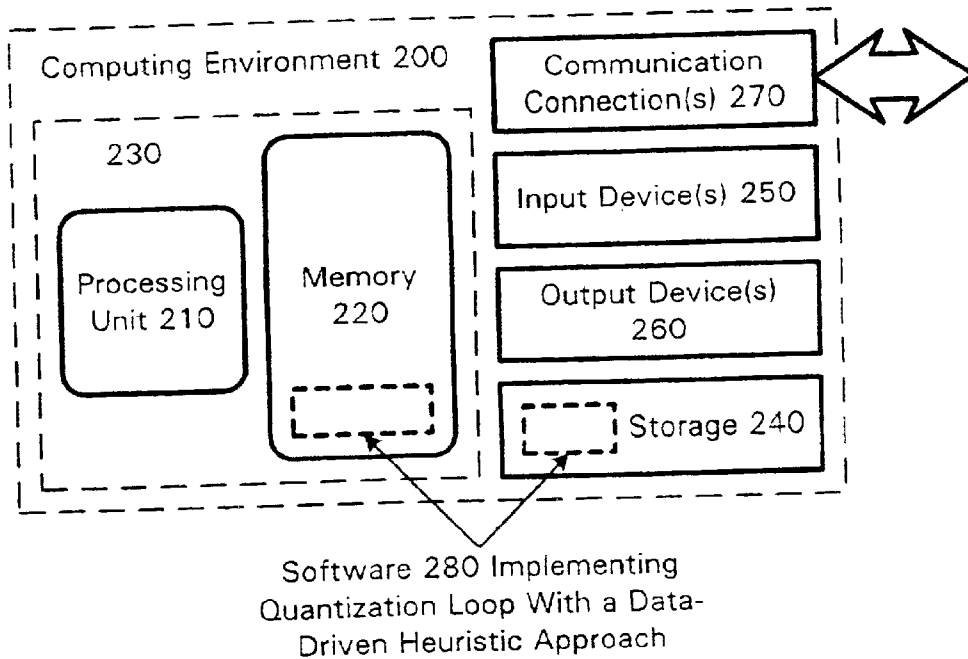 Computing Environment 200
Communication
Connection(s) 270
230
Processing
Unit 210
Memory
220
Input Device(s) 250
Output Device(s)
260
Storage 240
Software 280 Implementing
Quantization Loop With a Data-
Driven Heuristic Approach